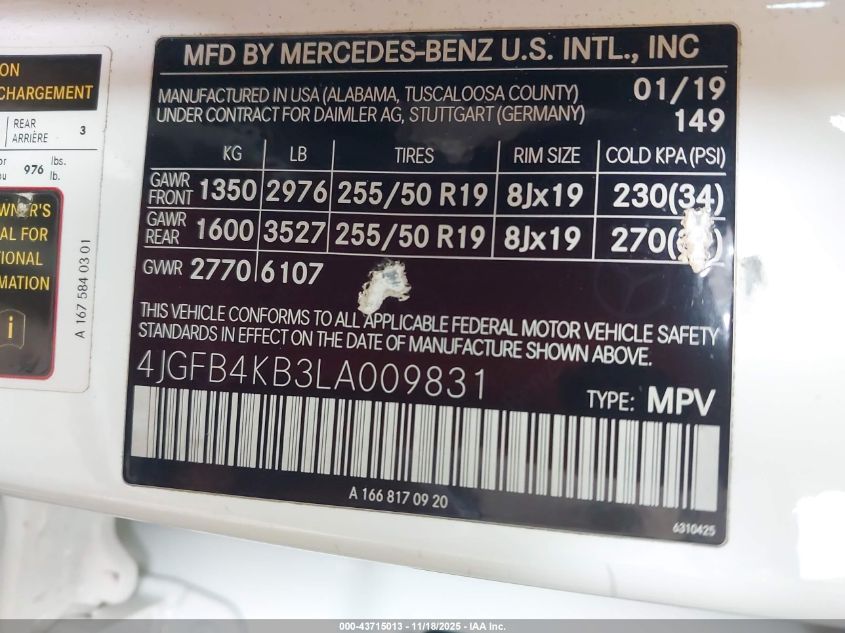 ON
CHARGEMENT
REAR
ARRIÈRE 3
or
ou 976 lbs.
lb.
OWNER'S
AL FOR
TIONAL
RMATION
i
A 167 584 03 01
MFD BY MERCEDES-BENZ U.S. INTL., INC
MANUFACTURED IN USA (ALABAMA, TUSCALOOSA COUNTY) 01/19
UNDER CONTRACT FOR DAIMLER AG, STUTTGART (GERMANY) 149
KG LB TIRES RIM SIZE COLD KPA (PSI)
GAWR FRONT 1350 2976 255/50 R19 8Jx19 230(34)
GAWR REAR 1600 3527 255/50 R19 8Jx19 270(
GVWR 2770 6107
THIS VEHICLE CONFORMS TO ALL APPLICABLE FEDERAL MOTOR VEHICLE SAFETY
STANDARDS IN EFFECT ON THE DATE OF MANUFACTURE SHOWN ABOVE.
4JGFB4KB3LA009831
TYPE: MPV
A 166 817 09 20
6310425
000-43715013 - 11/18/2025 - IAA Inc.